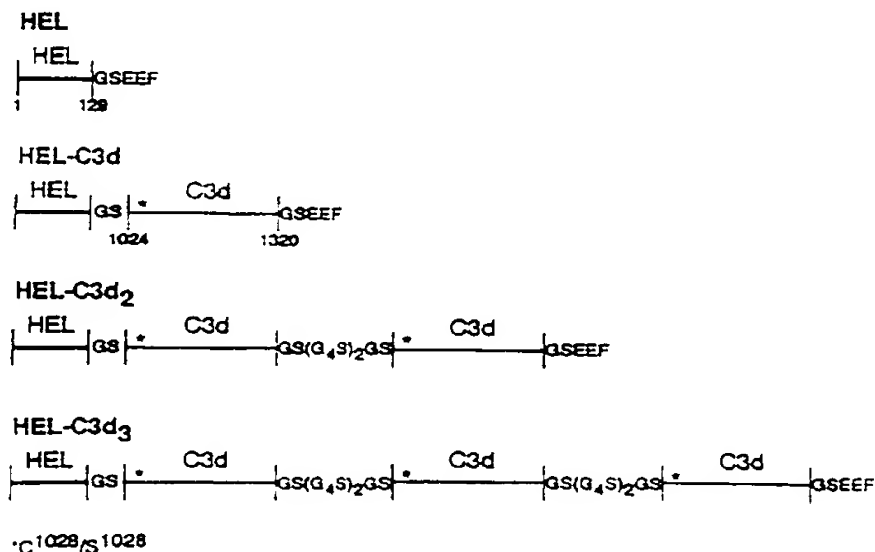 HEL
HEL
GSEEF
1 129
HEL-C3d
HEL GS * C3d GSEEF
1024 1320
HEL-C3d₂
HEL GS * C3d GS(G₄S)₂GS * C3d GSEEF
HEL-C3d₃
HEL GS * C3d GS(G₄S)₂GS * C3d GS(G₄S)₂GS * C3d GSEEF
*C¹⁰²⁸/S¹⁰²⁸